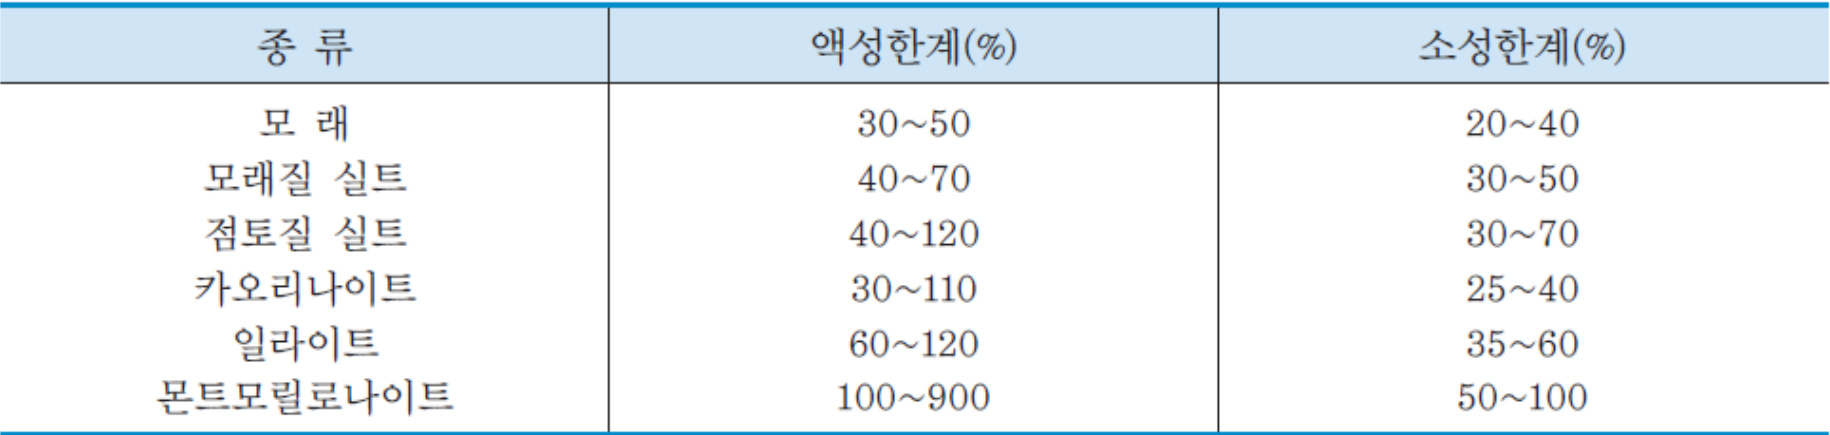 종 류 액성한계(%) 소성한계(%)
모 래 30~50 20~40
모래질 실트 40~70 30~50
점토질 실트 40~120 30~70
카오리나이트 30~110 25~40
일라이트 60~120 35~60
몬트모릴로나이트 100~900 50~100